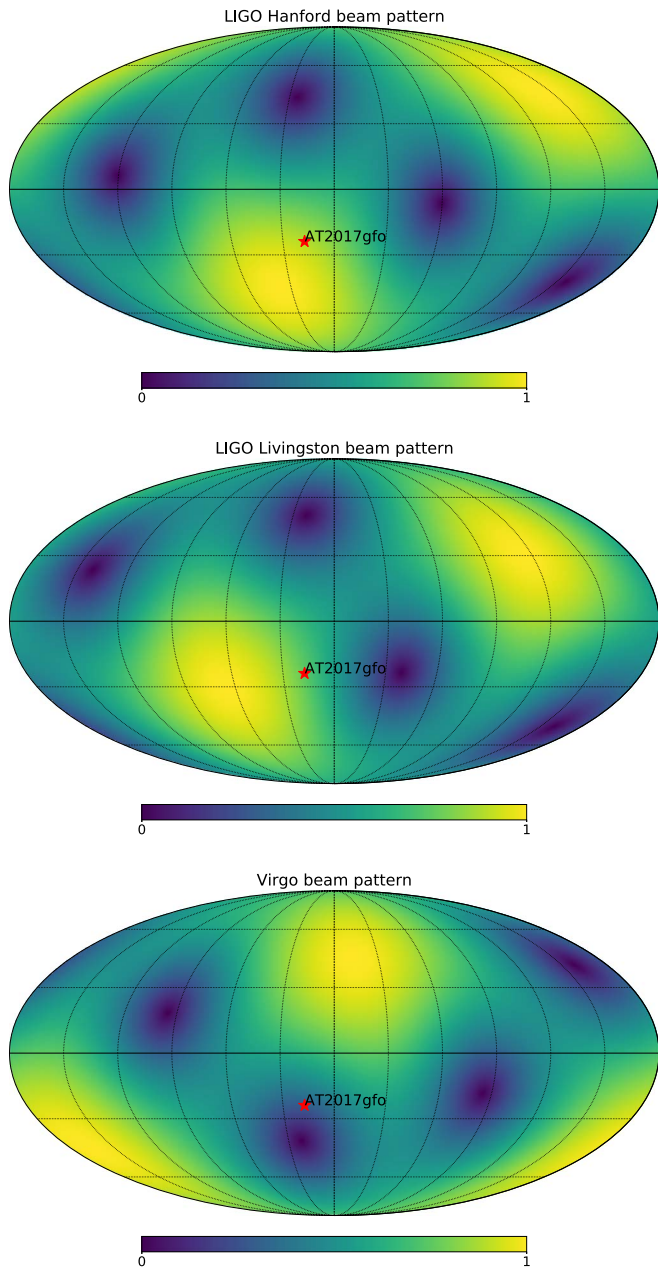 LIGO Hanford beam pattern
AT2017gfo
0 1
LIGO Livingston beam pattern
AT2017gfo
0 1
Virgo beam pattern
AT2017gfo
0 1